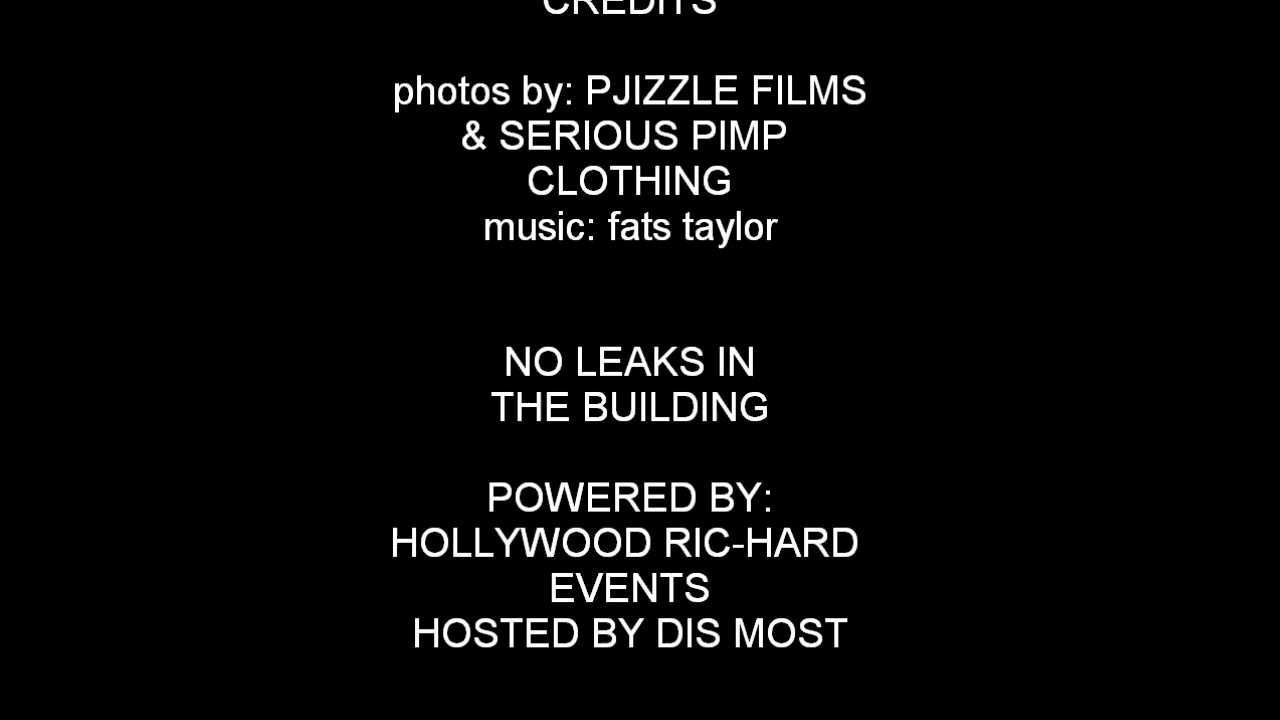 CREDITS
photos by: PJIZZLE FILMS
& SERIOUS PIMP
CLOTHING
music: fats taylor
NO LEAKS IN
THE BUILDING
POWERED BY:
HOLLYWOOD RIC-HARD
EVENTS
HOSTED BY DIS MOST